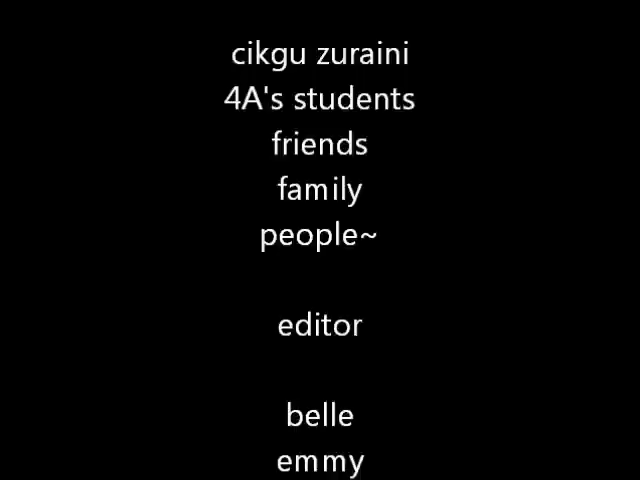 cikgu zuraini
4A's students
friends
family
people~
editor
belle
emmy